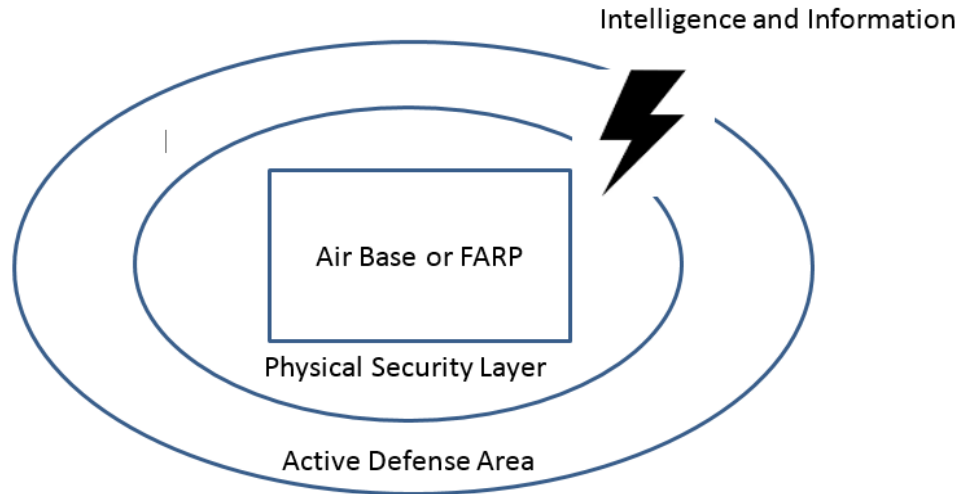 Intelligence and Information
Air Base or FARP
Physical Security Layer
Active Defense Area